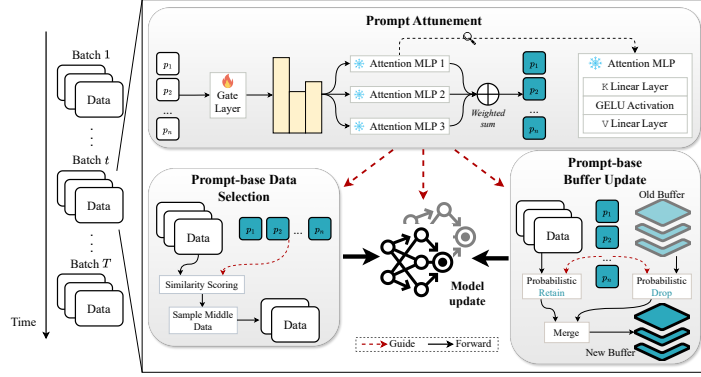 Prompt Attunement
Batch 1
Data
Batch t
Data
Batch T
Data
Time
p1
p2
...
pn
Gate
Layer
Attention MLP 1
Attention MLP 2
Attention MLP 3
Weighted
sum
p1
p2
...
pn
Attention MLP
K Linear Layer
GELU Activation
V Linear Layer
Prompt-base Data
Selection
Data
p1 p2 ... pn
Similarity Scoring
Sample Middle
Data
Data
Model
update
Guide Forward
Prompt-base
Buffer Update
Data
p1
p2
...
pn
Old Buffer
Probabilistic
Retain
Probabilistic
Drop
Merge
New Buffer